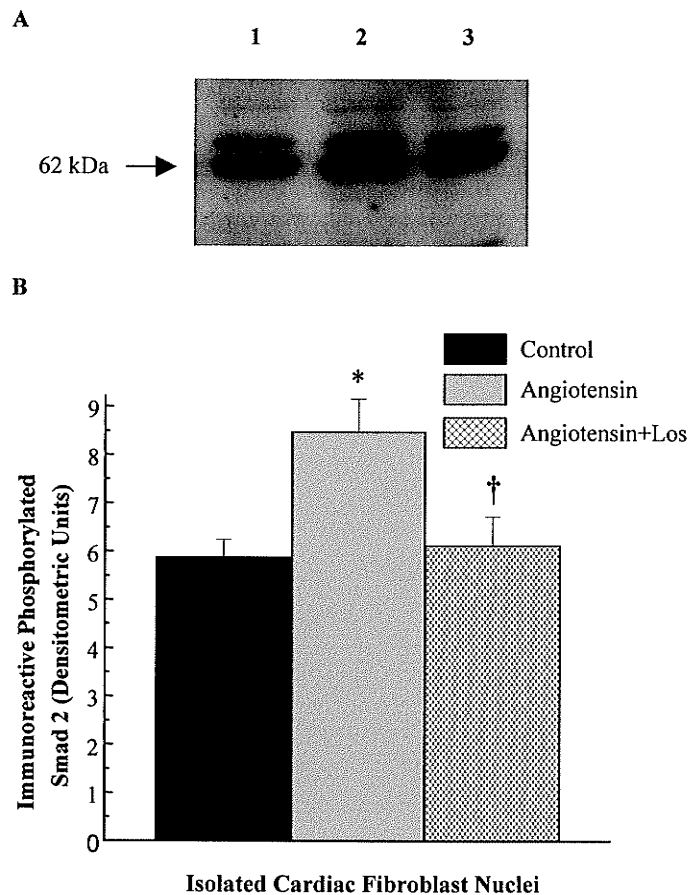 A
1 2 3
62 kDa
B
Control
Angiotensin
Angiotensin+Los
*
†
9
8
7
6
5
4
3
2
1
0
Immunoreactive Phosphorylated
Smad 2 (Densitometric Units)
Isolated Cardiac Fibroblast Nuclei